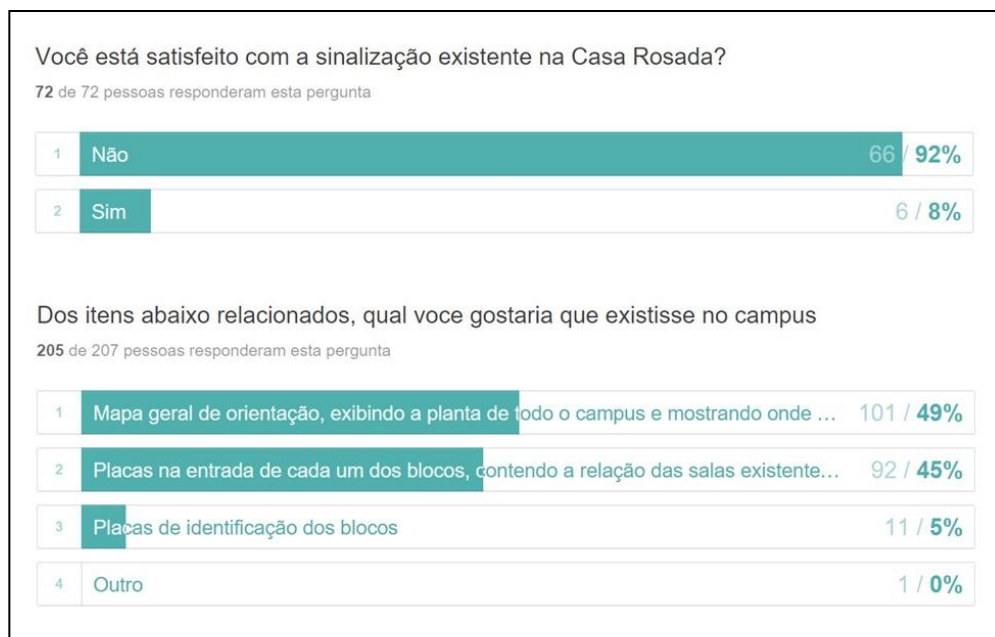 Você está satisfeito com a sinalização existente na Casa Rosada?
72 de 72 pessoas responderam esta pergunta
1 Não 66 / 92%
2 Sim 6 / 8%
Dos itens abaixo relacionados, qual voce gostaria que existisse no campus
205 de 207 pessoas responderam esta pergunta
1 Mapa geral de orientação, exibindo a planta de todo o campus e mostrando onde ... 101 / 49%
2 Placas na entrada de cada um dos blocos, contendo a relação das salas existente... 92 / 45%
3 Placas de identificação dos blocos 11 / 5%
4 Outro 1 / 0%